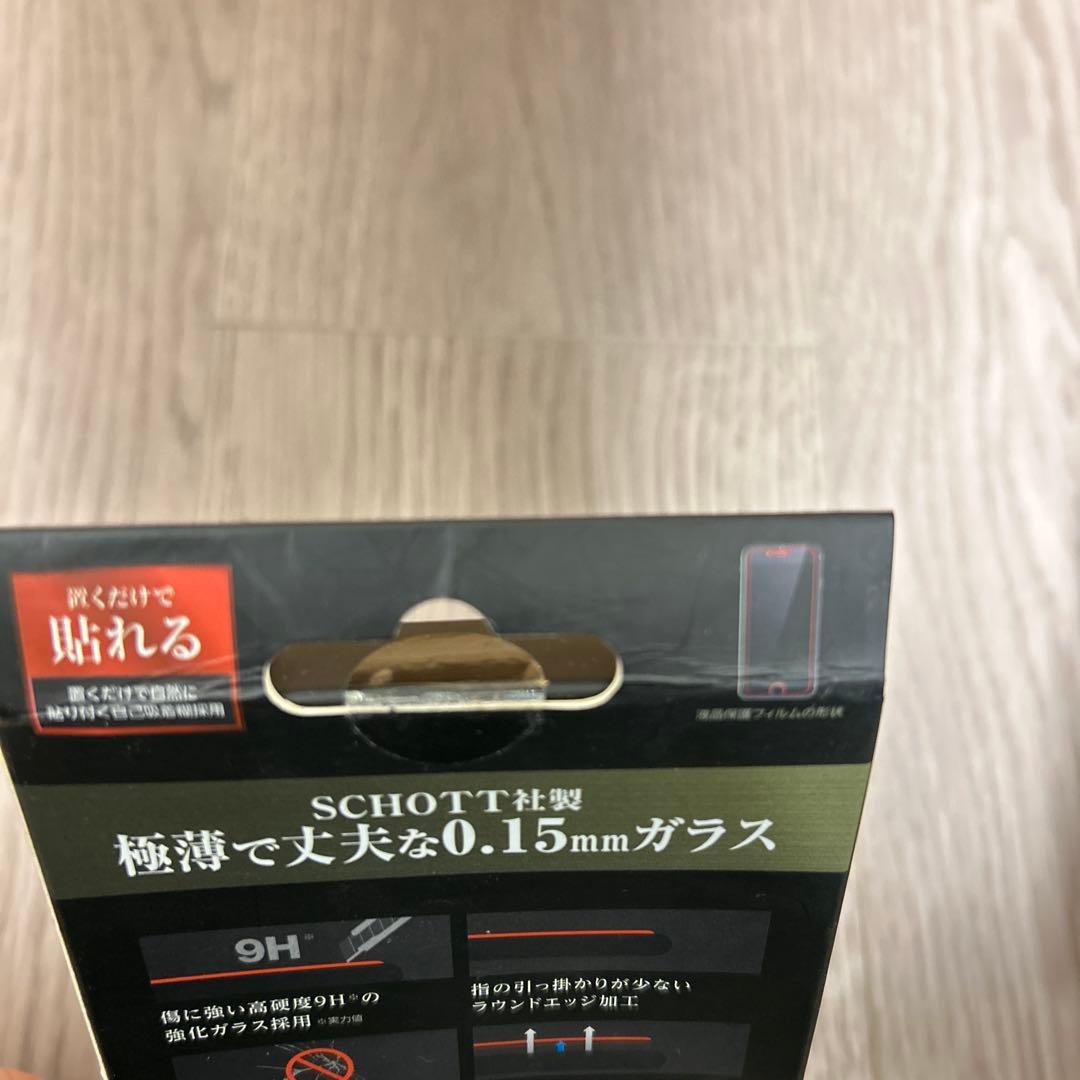 置くだけで
貼れる
置くだけで自然に
貼り付く自己吸着糊採用
液晶保護フィルムの形状
SCHOTT社製
極薄で丈夫な0.15mmガラス
9H※
傷に強い高硬度9H※の
強化ガラス採用 ※実力値
指の引っ掛かりが少ない
ラウンドエッジ加工